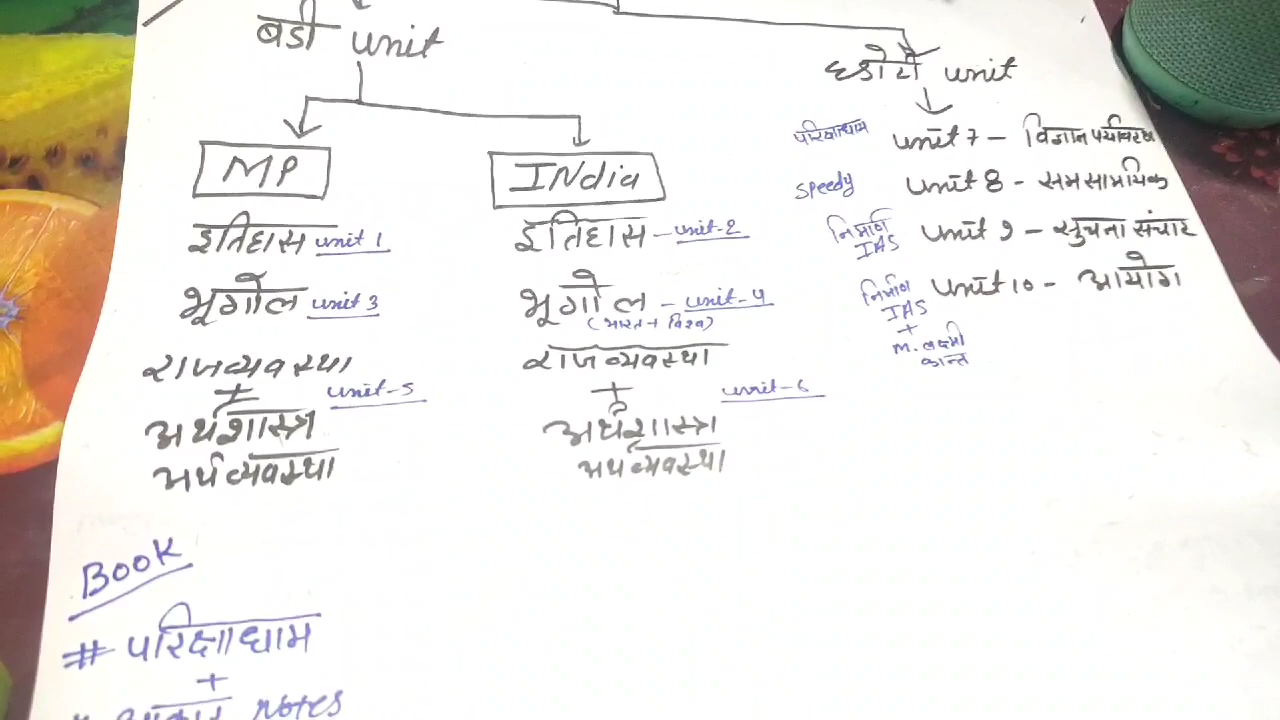 बडी unit
छोटी unit
MP
INdia
इतिहास unit 1
भूगोल unit 3
राजव्यवस्था
+
unit-5
अर्थशास्त्र
अर्थव्यवस्था
इतिहास - unit-2
भूगोल - unit-4
(भारत + विश्व)
राजव्यवस्था
+
unit-6
अर्थशास्त्र
अर्थव्यवस्था
परिक्षाधाम unit 7 - विज्ञान पर्यावरण
Speedy unit 8 - समसामयिक
निर्माण IAS unit 9 - सुचना संचार
निर्माण IAS unit 10 - आयोग
+
M. लक्ष्मी
कान्त
Book
# परिक्षाधाम
+
notes